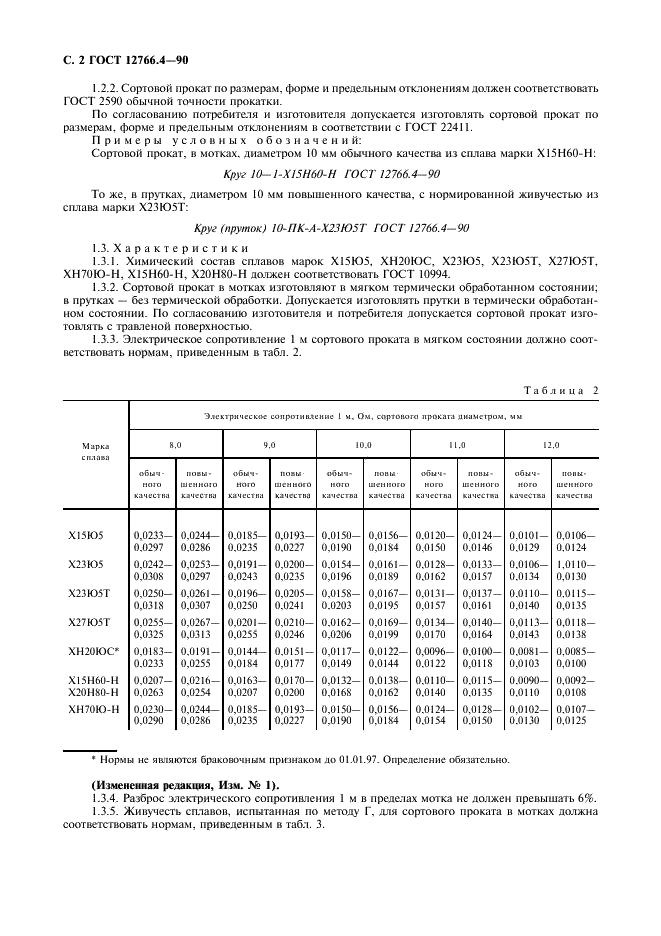 С. 2 ГОСТ 12766.4—90
1.2.2. Сортовой прокат по размерам, форме и предельным отклонениям должен соответствовать
ГОСТ 2590 обычной точности прокатки.
По согласованию потребителя и изготовителя допускается изготовлять сортовой прокат по
размерам, форме и предельным отклонениям в соответствии с ГОСТ 22411.
Примеры условных обозначений:
Сортовой прокат, в мотках, диаметром 10 мм обычного качества из сплава марки Х15Н60-Н:
Круг 10—1-Х15Н60-Н ГОСТ 12766.4—90
То же, в прутках, диаметром 10 мм повышенного качества, с нормированной живучестью из
сплава марки Х23Ю5Т:
Круг (пруток) 10-ПК-А-Х23Ю5Т ГОСТ 12766.4—90
1.3. Характеристики
1.3.1. Химический состав сплавов марок Х15Ю5, ХН20ЮС, Х23Ю5, Х23Ю5Т, Х27Ю5Т,
ХН70Ю-Н, Х15Н60-Н, Х20Н80-Н должен соответствовать ГОСТ 10994.
1.3.2. Сортовой прокат в мотках изготовляют в мягком термически обработанном состоянии;
в прутках — без термической обработки. Допускается изготовлять прутки в термически обработан-
ном состоянии. По согласованию изготовителя и потребителя допускается сортовой прокат изго-
товлять с травленой поверхностью.
1.3.3. Электрическое сопротивление 1 м сортового проката в мягком состоянии должно соот-
ветствовать нормам, приведенным в табл. 2.
Таблица 2
Марка сплава
Электрическое сопротивление 1 м, Ом, сортового проката диаметром, мм
8,0 9,0 10,0 11,0 12,0
обыч- повы- обыч- повы- обыч- повы- обыч- повы- обыч- повы-
ного шенного ного шенного ного шенного ного шенного ного шенного
качества качества качества качества качества качества качества качества качества качества
Х15Ю5 0,0233— 0,0244— 0,0185— 0,0193— 0,0150— 0,0156— 0,0120— 0,0124— 0,0101— 0,0106—
0,0297 0,0286 0,0235 0,0227 0,0190 0,0184 0,0150 0,0146 0,0129 0,0124
Х23Ю5 0,0242— 0,0253— 0,0191— 0,0200— 0,0154— 0,0161— 0,0128— 0,0133— 0,0106— 1,0110—
0,0308 0,0297 0,0243 0,0235 0,0196 0,0189 0,0162 0,0157 0,0134 0,0130
Х23Ю5Т 0,0250— 0,0261— 0,0196— 0,0205— 0,0158— 0,0167— 0,0131— 0,0137— 0,0110— 0,0115—
0,0318 0,0307 0,0250 0,0241 0,0203 0,0195 0,0157 0,0161 0,0140 0,0135
Х27Ю5Т 0,0255— 0,0267— 0,0201— 0,0210— 0,0162— 0,0169— 0,0134— 0,0140— 0,0113— 0,0118—
0,0325 0,0313 0,0255 0,0246 0,0206 0,0199 0,0170 0,0164 0,0143 0,0138
ХН20ЮС* 0,0183— 0,0191— 0,0144— 0,0151— 0,0117— 0,0122— 0,0096— 0,0100— 0,0081— 0,0085—
0,0233 0,0255 0,0184 0,0177 0,0149 0,0144 0,0122 0,0118 0,0103 0,0100
Х15Н60-Н 0,0207— 0,0216— 0,0163— 0,0170— 0,0132— 0,0138— 0,0110— 0,0115— 0,0090— 0,0092—
Х20Н80-Н 0,0263 0,0254 0,0207 0,0200 0,0168 0,0162 0,0140 0,0135 0,0110 0,0108
ХН70Ю-Н 0,0230— 0,0244— 0,0185— 0,0193— 0,0150— 0,0156— 0,0124— 0,0128— 0,0102— 0,0107—
0,0290 0,0286 0,0235 0,0227 0,0190 0,0184 0,0154 0,0150 0,0130 0,0125
* Нормы не являются браковочным признаком до 01.01.97. Определение обязательно.
(Измененная редакция, Изм. № 1).
1.3.4. Разброс электрического сопротивления 1 м в пределах мотка не должен превышать 6%.
1.3.5. Живучесть сплавов, испытанная по методу Г, для сортового проката в мотках должна
соответствовать нормам, приведенным в табл. 3.